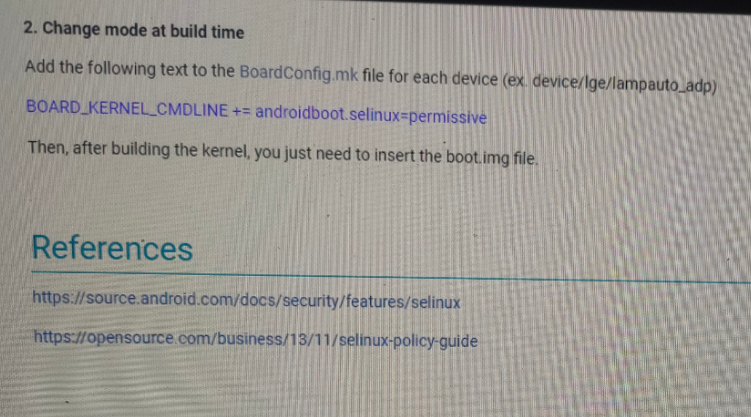 2. Change mode at build time
Add the following text to the BoardConfig.mk file for each device (ex. device/lge/lampauto_adp)
BOARD_KERNEL_CMDLINE += androidboot.selinux=permissive
Then, after building the kernel, you just need to insert the boot.img file.
References
https://source.android.com/docs/security/features/selinux
https://opensource.com/business/13/11/selinux-policy-guide